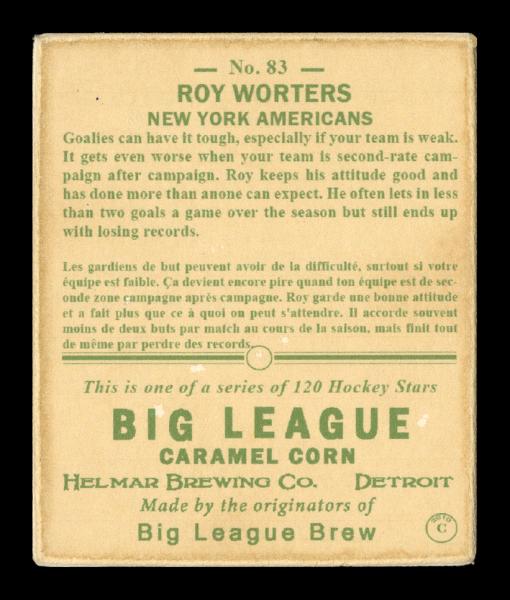 — No. 83 —
ROY WORTERS
NEW YORK AMERICANS
Goalies can have it tough, especially if your team is weak.
It gets even worse when your team is second-rate cam-
paign after campaign. Roy keeps his attitude good and
has done more than anone can expect. He often lets in less
than two goals a game over the season but still ends up
with losing records.
Les gardiens de but peuvent avoir de la difficulté, surtout si votre
équipe est faible. Ça devient encore pire quand ton équipe est de sec-
onde zone campagne après campagne. Roy garde une bonne attitude
et a fait plus que ce à quoi on peut s'attendre. Il accorde souvent
moins de deux buts par match au cours de la saison, mais finit tout
de même par perdre des records.
This is one of a series of 120 Hockey Stars
BIG LEAGUE
CARAMEL CORN
HELMAR BREWING CO. DETROIT
Made by the originators of
Big League Brew
C